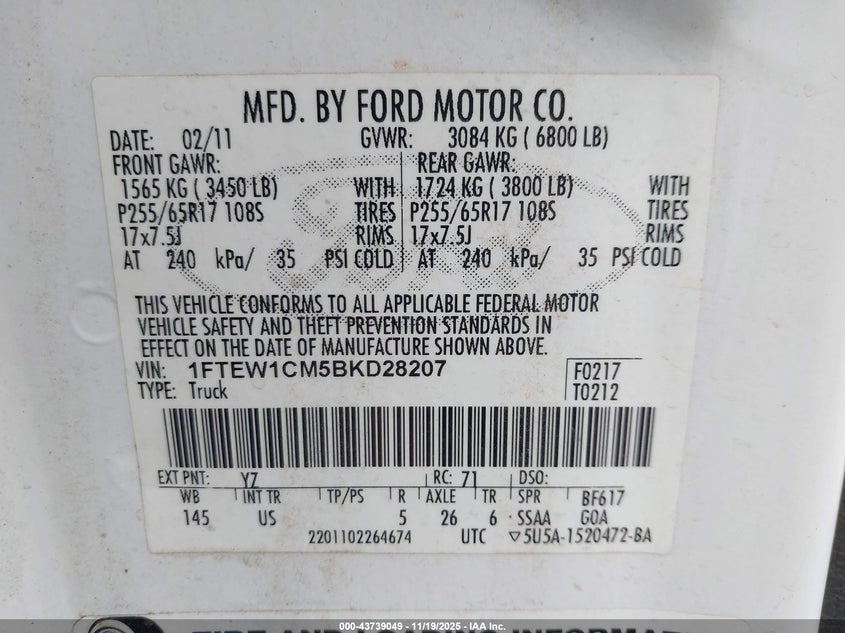 MFD. BY FORD MOTOR CO.
DATE: 02/11 GVWR: 3084 KG ( 6800 LB)
FRONT GAWR: REAR GAWR:
1565 KG ( 3450 LB) WITH 1724 KG ( 3800 LB) WITH
P255/65R17 108S TIRES P255/65R17 108S TIRES
17x7.5J RIMS 17x7.5J RIMS
AT 240 kPa/ 35 PSI COLD AT 240 kPa/ 35 PSI COLD
THIS VEHICLE CONFORMS TO ALL APPLICABLE FEDERAL MOTOR
VEHICLE SAFETY AND THEFT PREVENTION STANDARDS IN
EFFECT ON THE DATE OF MANUFACTURE SHOWN ABOVE.
VIN: 1FTEW1CM5BKD28207 F0217
TYPE: Truck T0212
EXT PNT: YZ RC: 71 DSO:
WB INT TR TP/PS R AXLE TR SPR BF617
145 US 5 26 6 SSAA GOA
2201102264674 UTC ▽5U5A-1520472-BA
TIRE AND LOADING INFORMAT
000-43739049 - 11/19/2025 - IAA Inc.